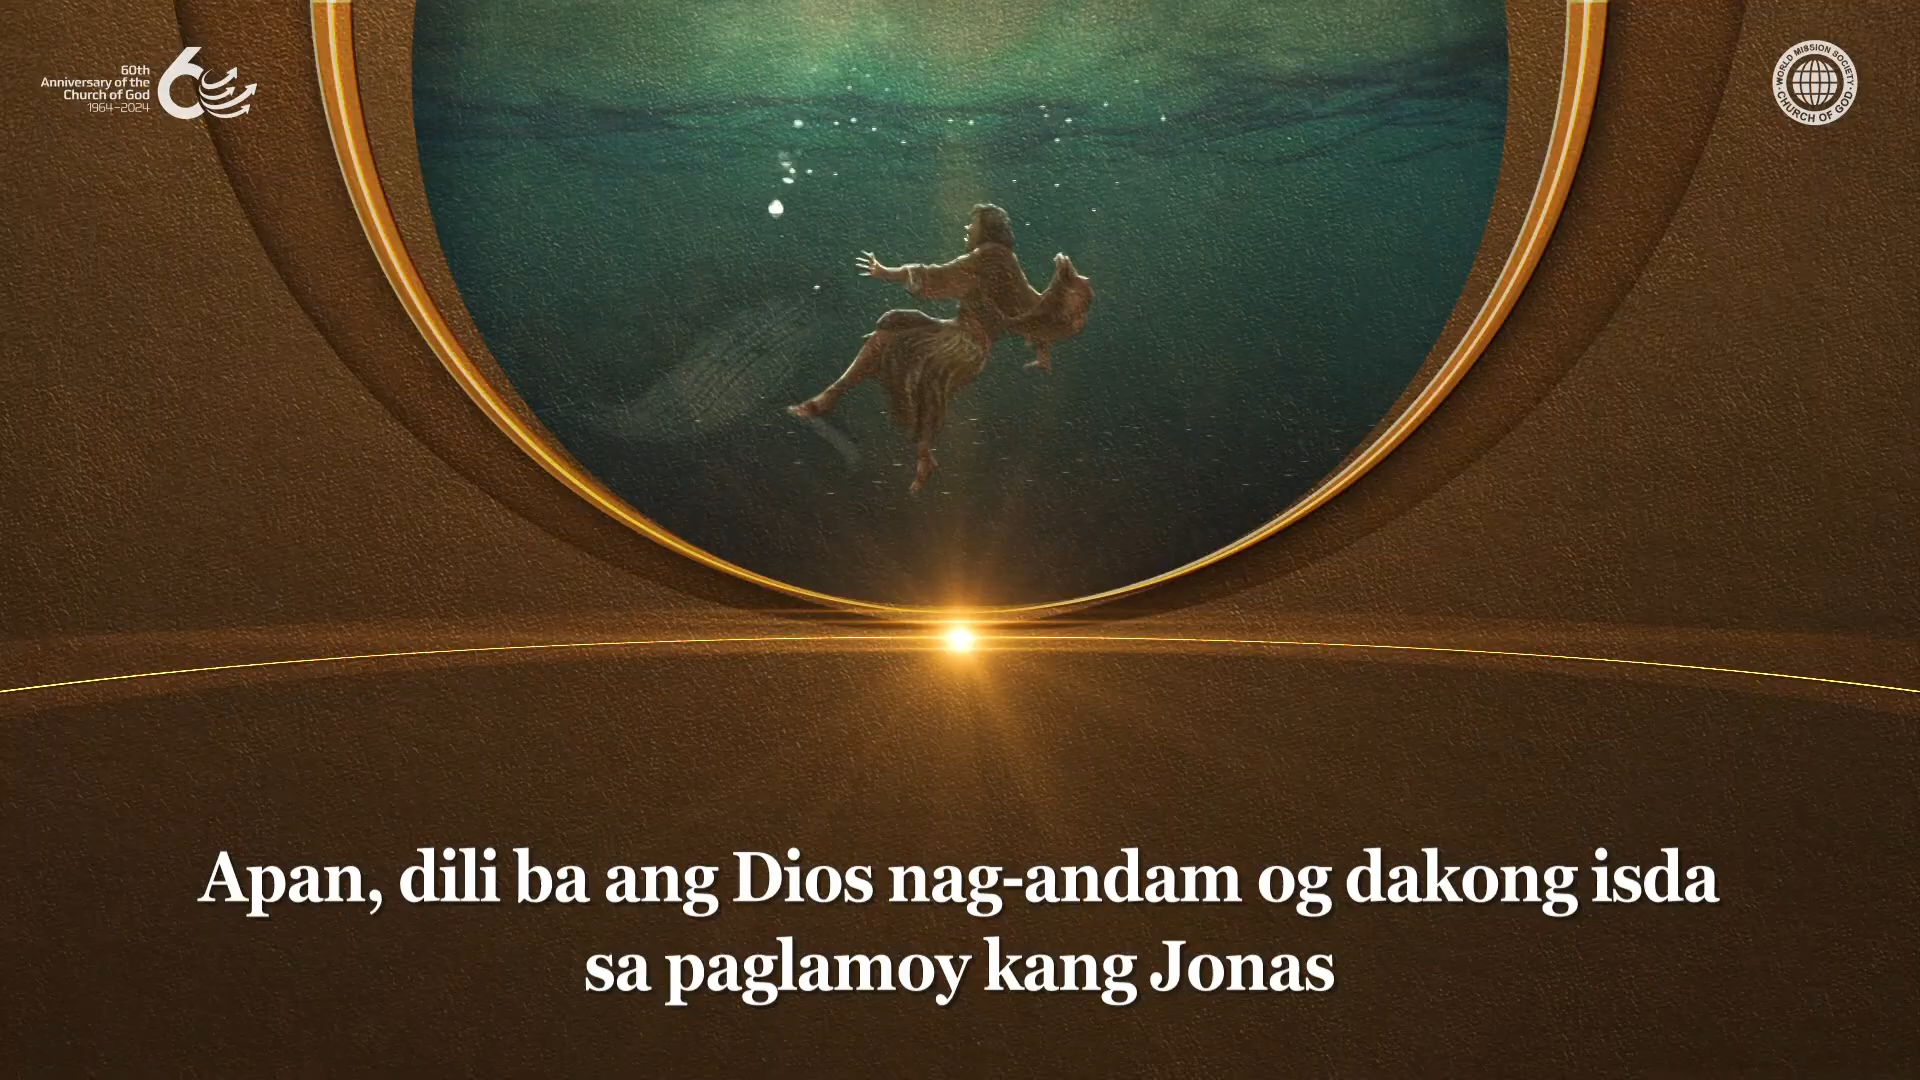 60th
Anniversary of the
Church of God
1964–2024
60
WORLD MISSION SOCIETY
CHURCH OF GOD
Apan, dili ba ang Dios nag-andam og dakong isda
sa paglamoy kang Jonas